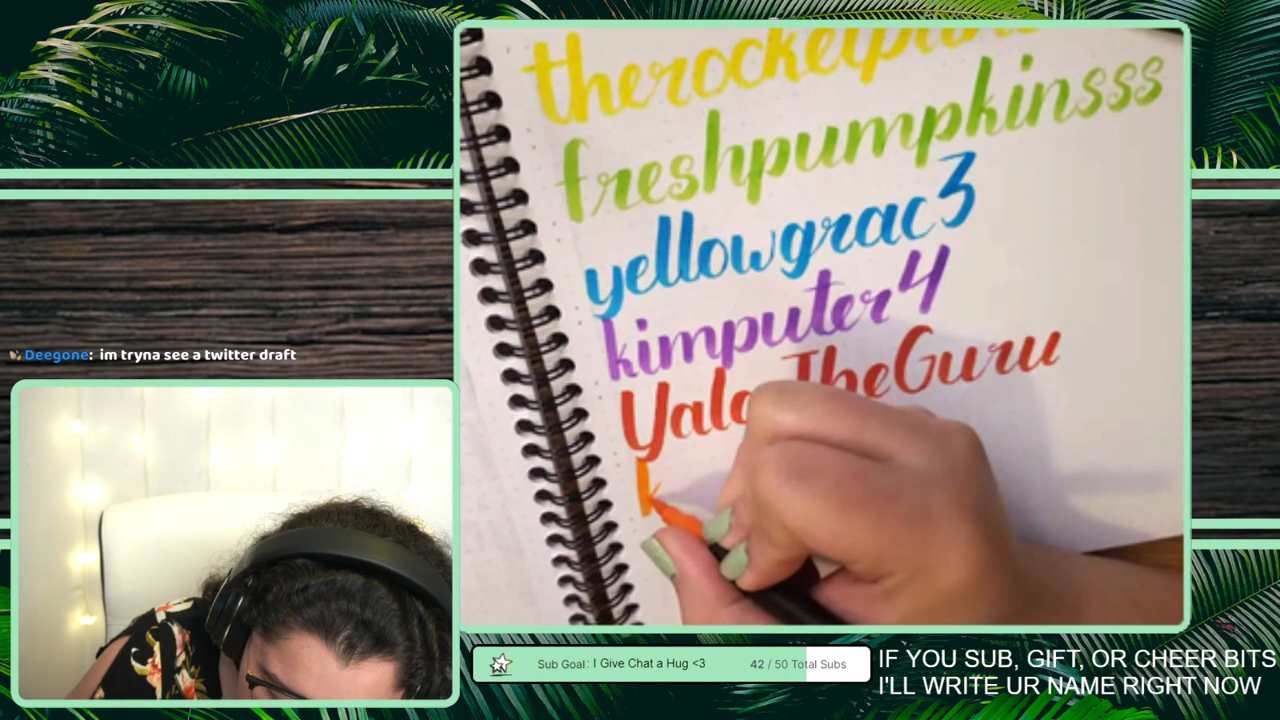 freshpumpkinsss
yellowgrac3
kimputer4
TheGuru
k
Deegone: im tryna see a twitter draft
Sub Goal: I Give Chat a Hug <3 42 / 50 Total Subs
IF YOU SUB, GIFT, OR CHEER BITS
I'LL WRITE UR NAME RIGHT NOW